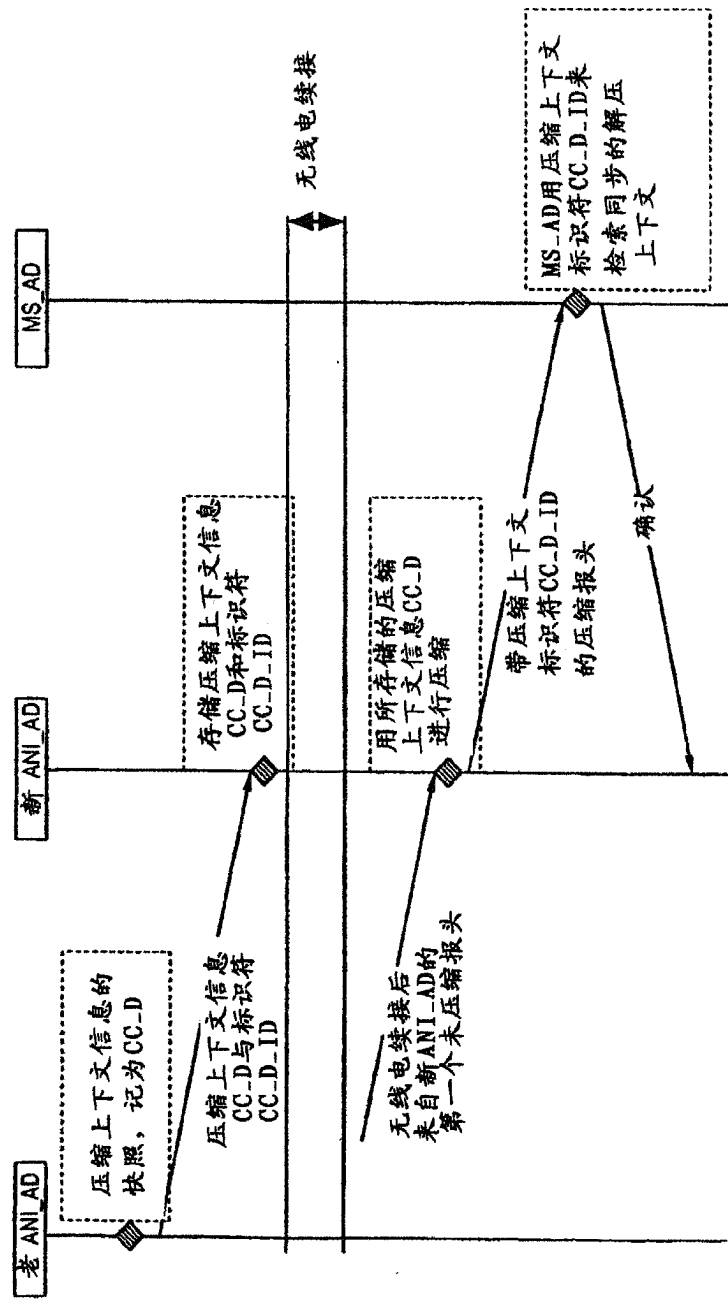 老 ANI_AD
新 ANI_AD
MS_AD
压缩上下文信息的
快照，记为CC_D
压缩上下文信息
CC_D与标识符
CC_D_ID
存储压缩上下文信息
CC_D和标识符
CC_D_ID
无线电续接
无线电续接后
来自新ANI_AD的
第一个未压缩报头
用所存储的压缩
上下文信息CC_D
进行压缩
带压缩上下文
标识符CC_D_ID
的压缩报头
MS_AD用压缩上下文
标识符CC_D_ID来
检索同步的解压
上下文
确认